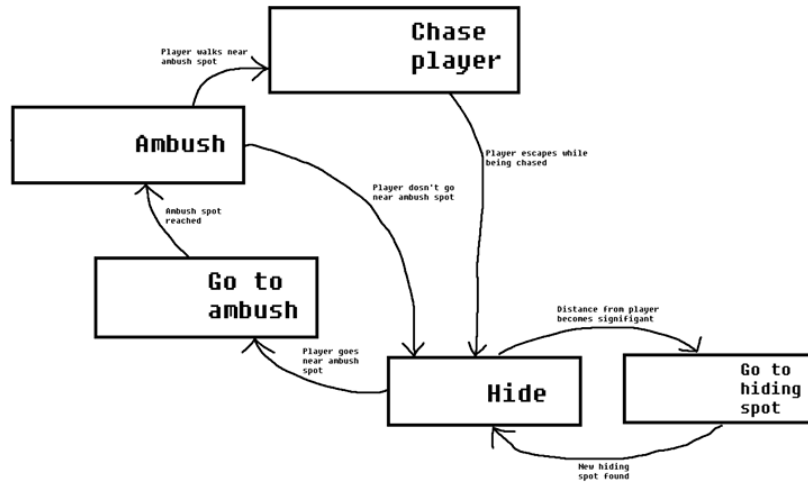 Chase
player
Player walks near
ambush spot
Ambush
Player escapes while
being chased
Player dosn't go
near ambush spot
Ambush spot
reached
Go to
ambush
Distance from player
becomes signifigant
Player goes
near ambush
spot
Hide
Go to
hiding
spot
New hiding
spot found